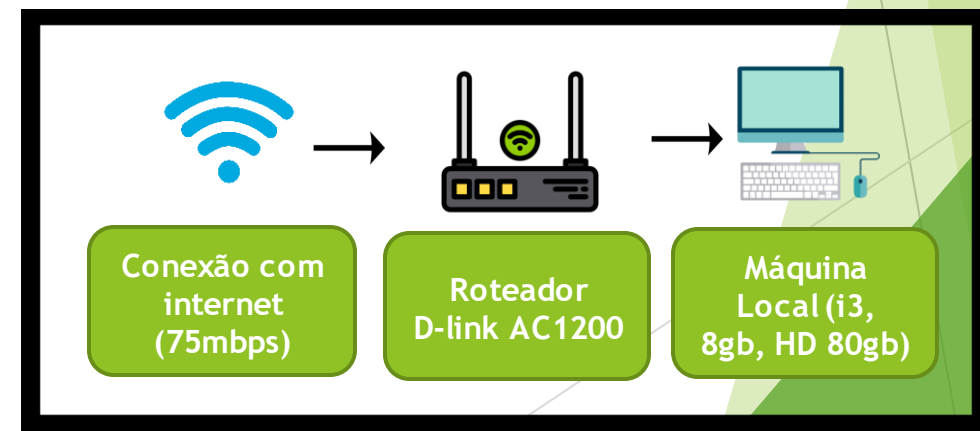 Conexão com
internet
(75mbps)
Roteador
D-link AC1200
Máquina
Local (i3,
8gb, HD 80gb)